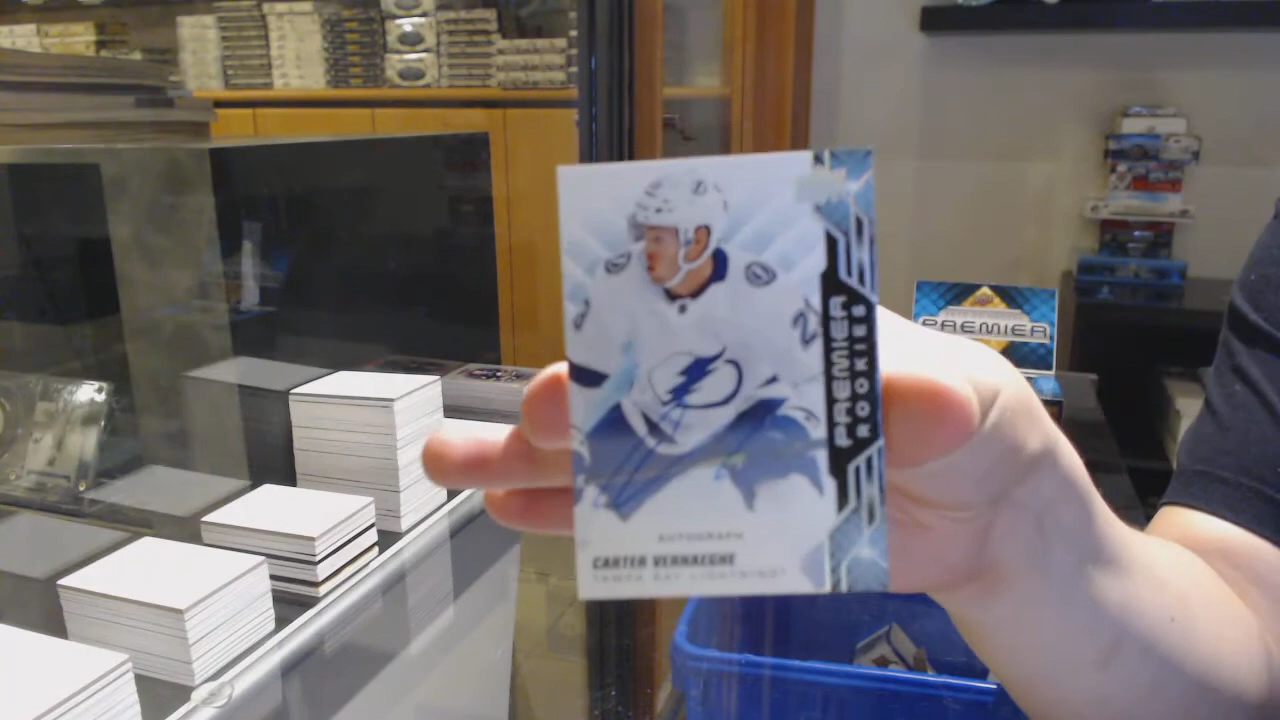 PREMIER
ROOKIES
AUTOGRAPH
CARTER VERHAEGHE
TAMPA BAY LIGHTNING
PREMIER